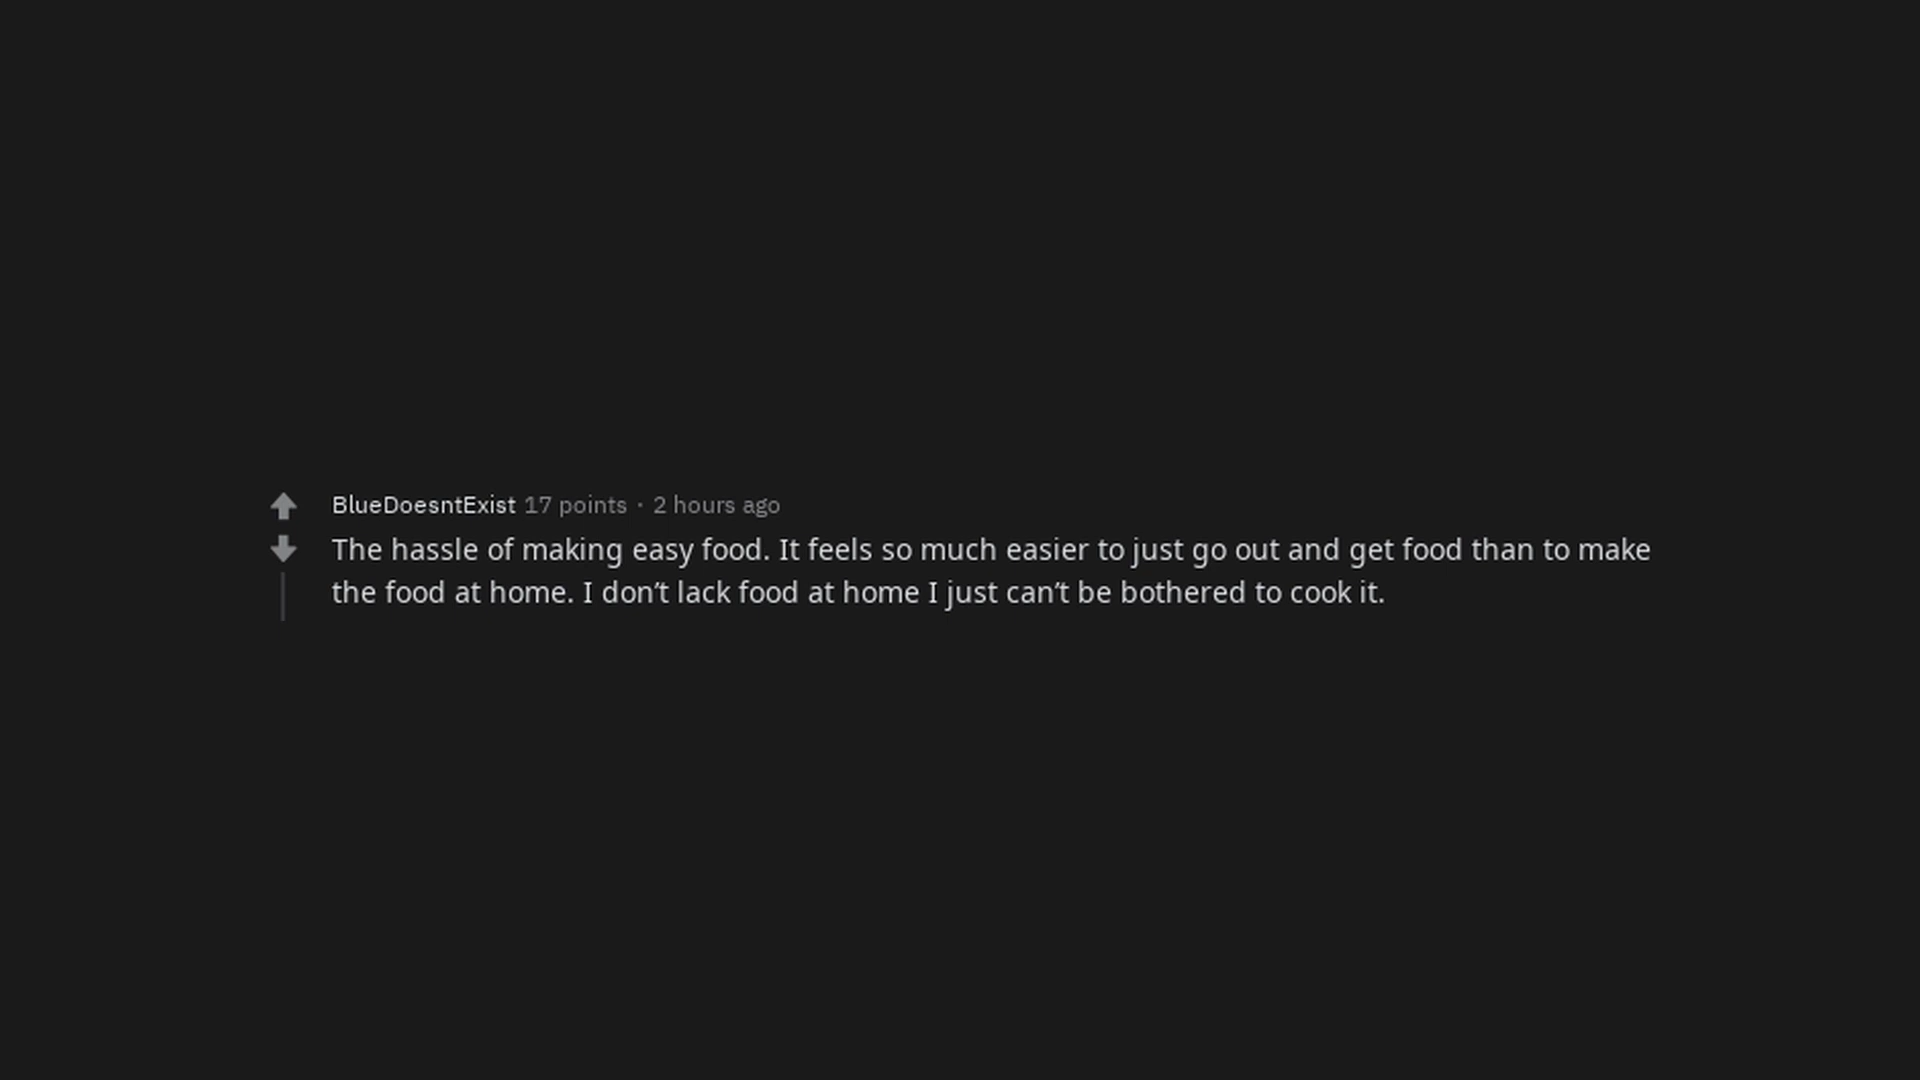 BlueDoesntExist 17 points · 2 hours ago
The hassle of making easy food. It feels so much easier to just go out and get food than to make
the food at home. I don’t lack food at home I just can’t be bothered to cook it.